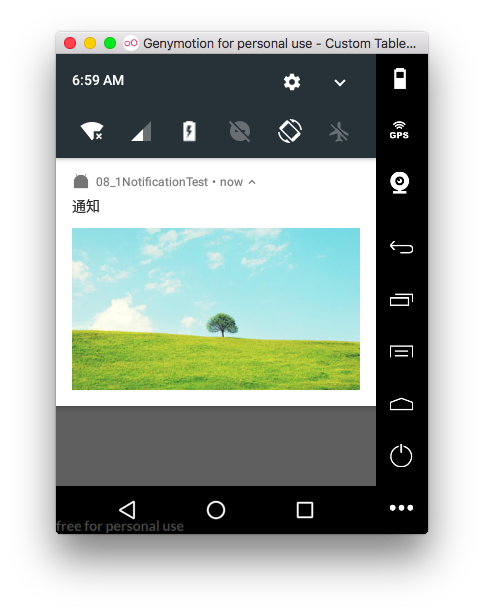 Genymotion for personal use - Custom Table...
6:59 AM
GPS
08_1NotificationTest • now
通知
free for personal use